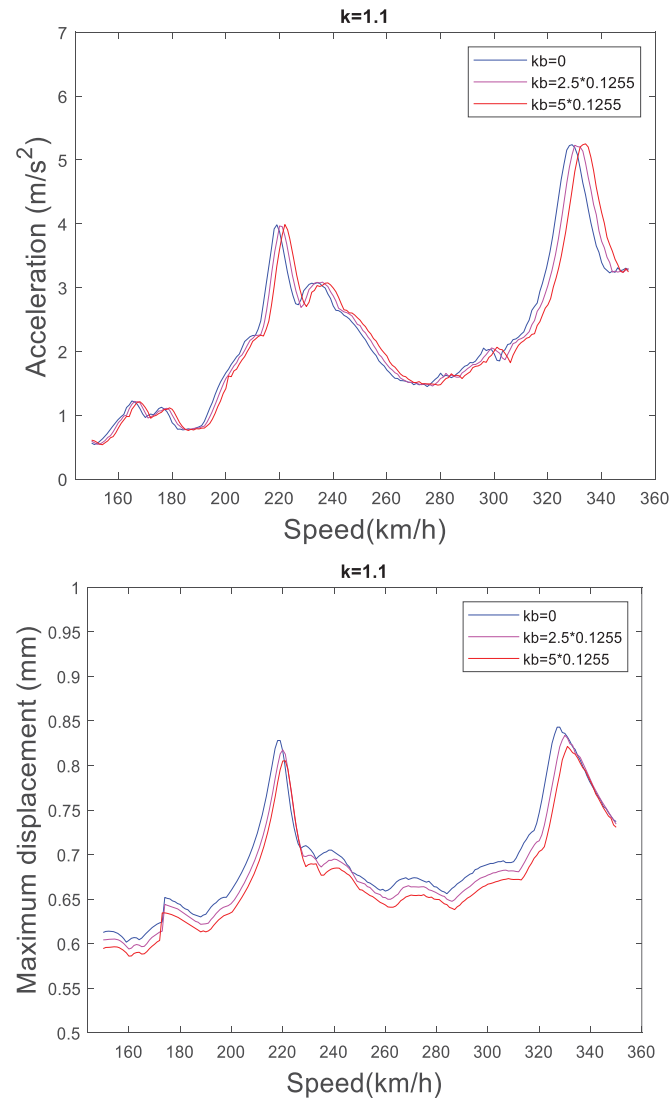 k=1.1
7
6
5
4
3
2
1
0
Acceleration (m/s²)
kb=0
kb=2.5*0.1255
kb=5*0.1255
160 180 200 220 240 260 280 300 320 340 360
Speed(km/h)
k=1.1
1
0.95
0.9
0.85
0.8
0.75
0.7
0.65
0.6
0.55
0.5
Maximum displacement (mm)
kb=0
kb=2.5*0.1255
kb=5*0.1255
160 180 200 220 240 260 280 300 320 340 360
Speed(km/h)